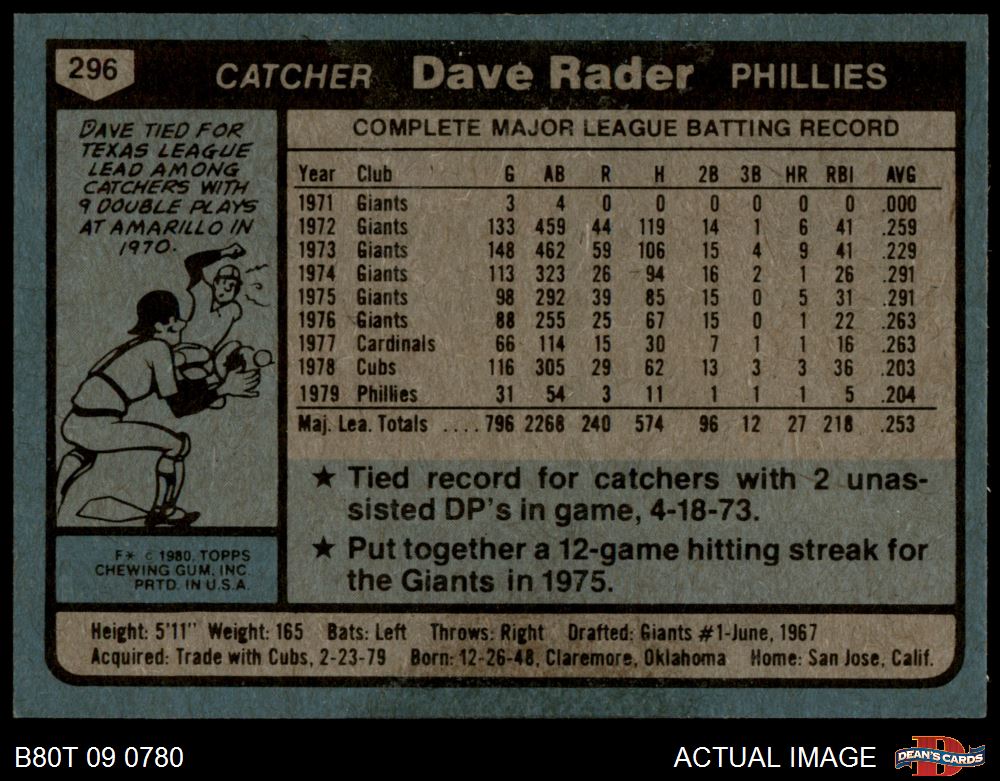 296 CATCHER Dave Rader PHILLIES
DAVE TIED FOR
TEXAS LEAGUE
LEAD AMONG
CATCHERS WITH
9 DOUBLE PLAYS
AT AMARILLO IN
1970.
COMPLETE MAJOR LEAGUE BATTING RECORD
Year Club G AB R H 2B 3B HR RBI AVG
1971 Giants 3 4 0 0 0 0 0 0 .000
1972 Giants 133 459 44 119 14 1 6 41 .259
1973 Giants 148 462 59 106 15 4 9 41 .229
1974 Giants 113 323 26 94 16 2 1 26 .291
1975 Giants 98 292 39 85 15 0 5 31 .291
1976 Giants 88 255 25 67 15 0 1 22 .263
1977 Cardinals 66 114 15 30 7 1 1 16 .263
1978 Cubs 116 305 29 62 13 3 3 36 .203
1979 Phillies 31 54 3 11 1 1 1 5 .204
Maj. Lea. Totals .... 796 2268 240 574 96 12 27 218 .253
★ Tied record for catchers with 2 unas-
sisted DP's in game, 4-18-73.
★ Put together a 12-game hitting streak for
the Giants in 1975.
F* © 1980, TOPPS
CHEWING GUM, INC.
PRTD. IN U.S.A.
Height: 5'11" Weight: 165 Bats: Left Throws: Right Drafted: Giants #1-June, 1967
Acquired: Trade with Cubs, 2-23-79 Born: 12-26-48, Claremore, Oklahoma Home: San Jose, Calif.
B80T 09 0780
ACTUAL IMAGE
DEAN'S CARDS